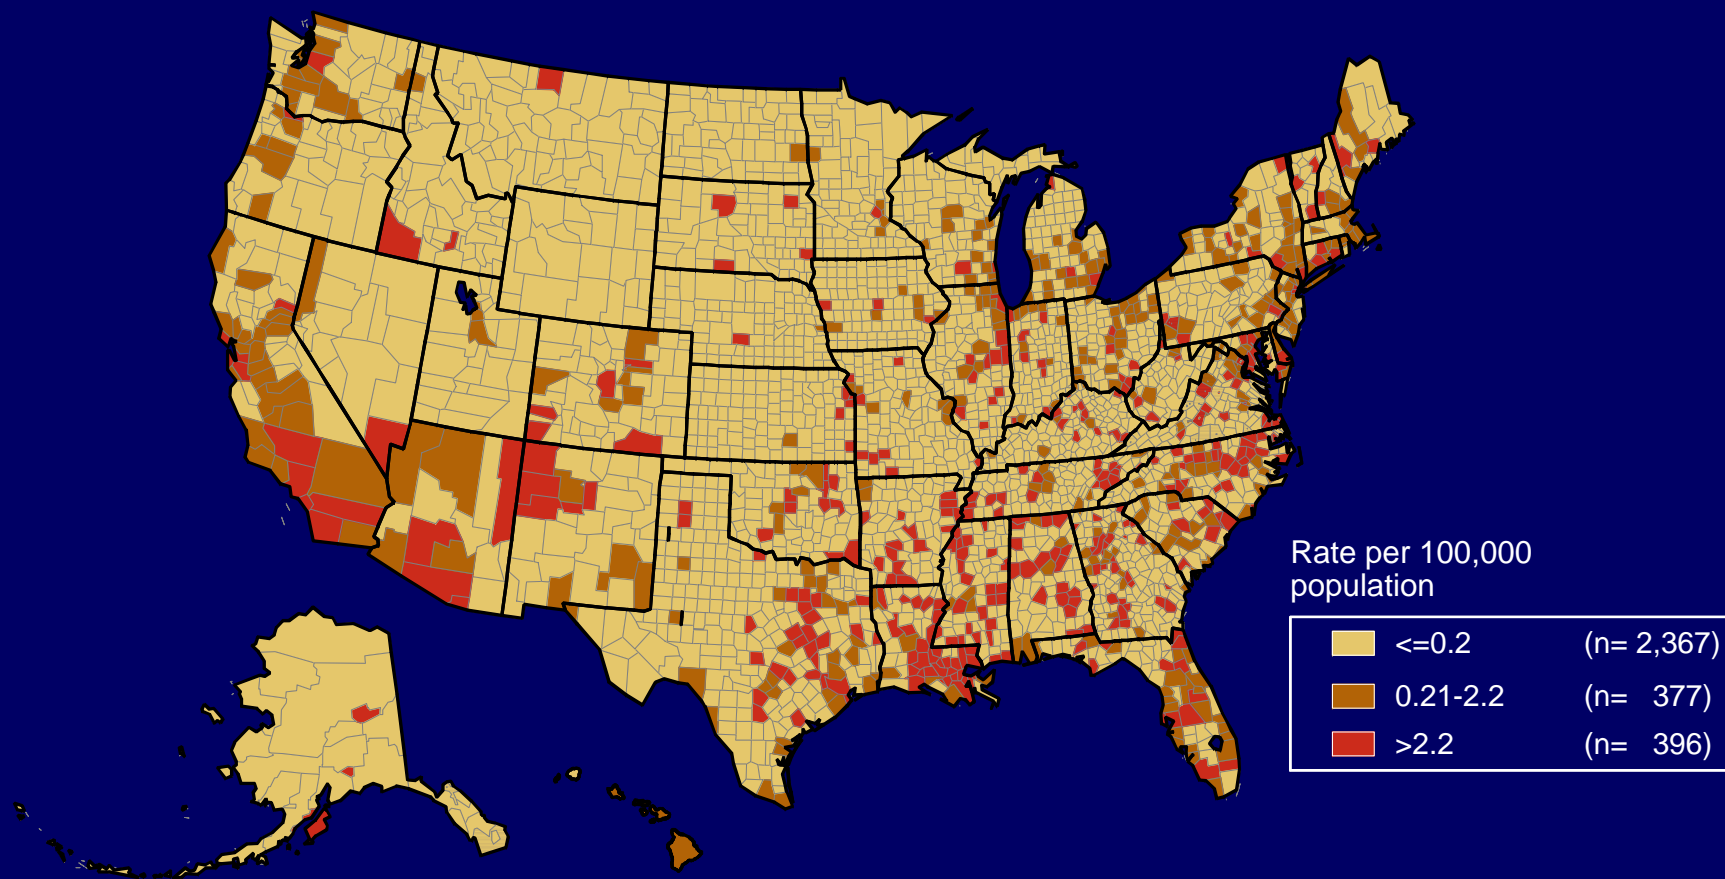 Rate per 100,000
population
<=0.2 (n= 2,367)
0.21-2.2 (n= 377)
>2.2 (n= 396)